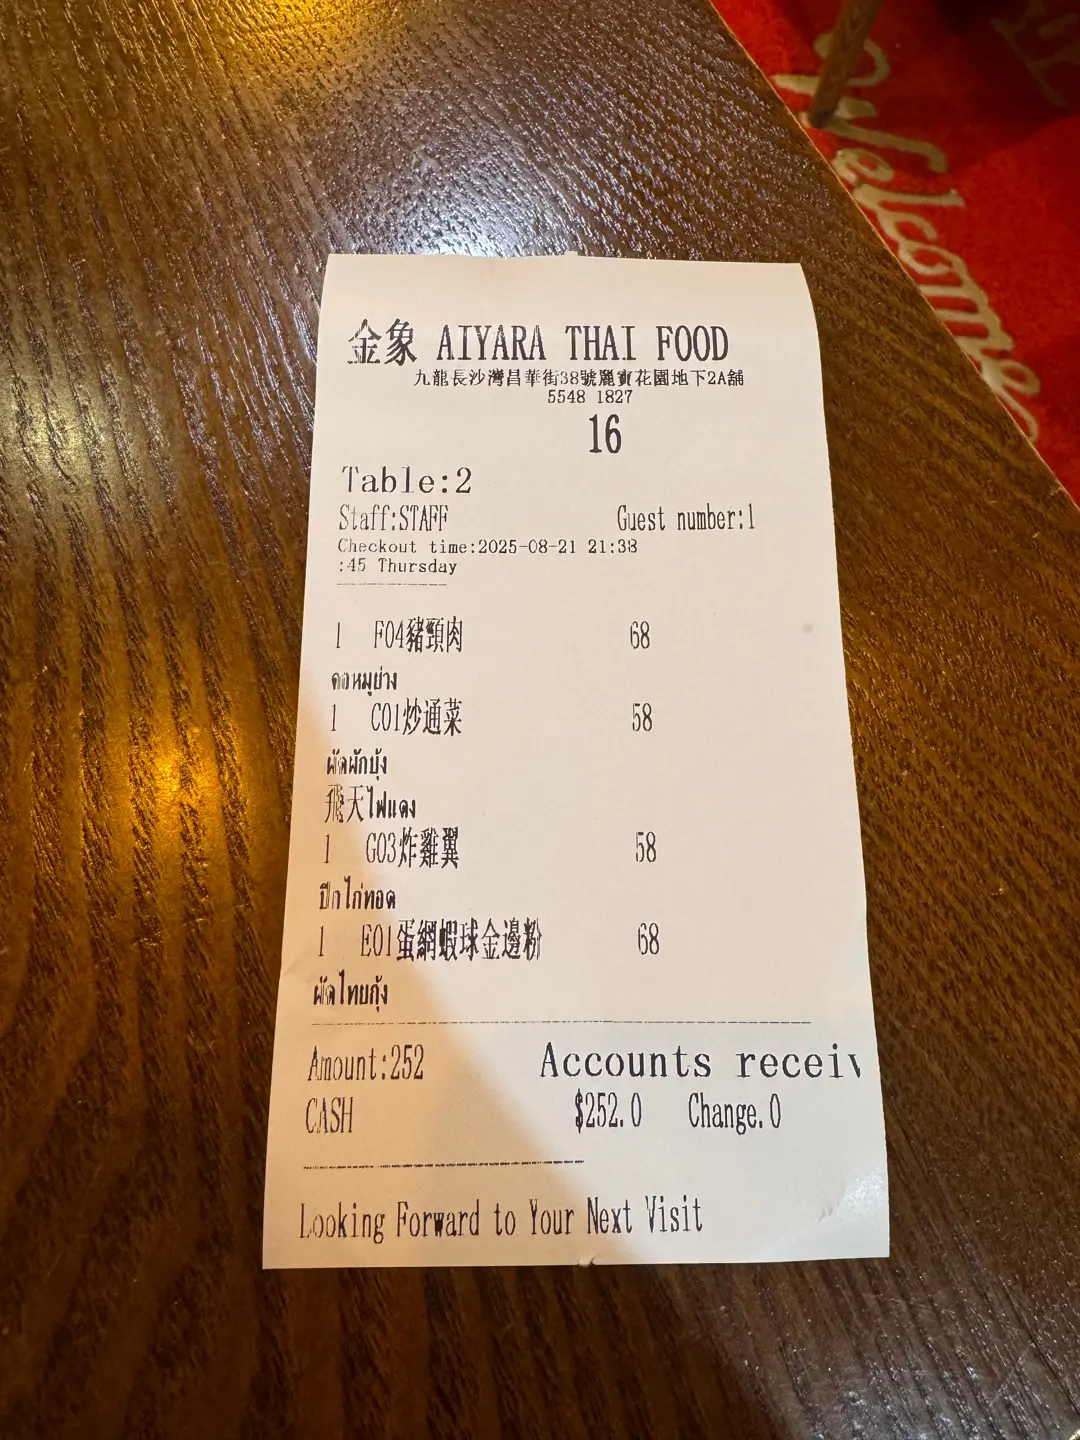 金象 AIYARA THAI FOOD
九龍長沙灣昌華街38號麗寶花園地下2A舖
5548 1827
16
Table:2
Staff:STAFF Guest number:1
Checkout time:2025-08-21 21:38
:45 Thursday
1 F04豬頸肉 68
คอหมูย่าง
1 C01炒通菜 58
ผัดผักบุ้ง
飛天ไฟแดง
1 G03炸雞翼 58
ปีกไก่ทอด
1 E01蛋網蝦球金邊粉 68
ผัดไทยกุ้ง
Amount:252 Accounts receiv
CASH $252.0 Change.0
Looking Forward to Your Next Visit
Welcome